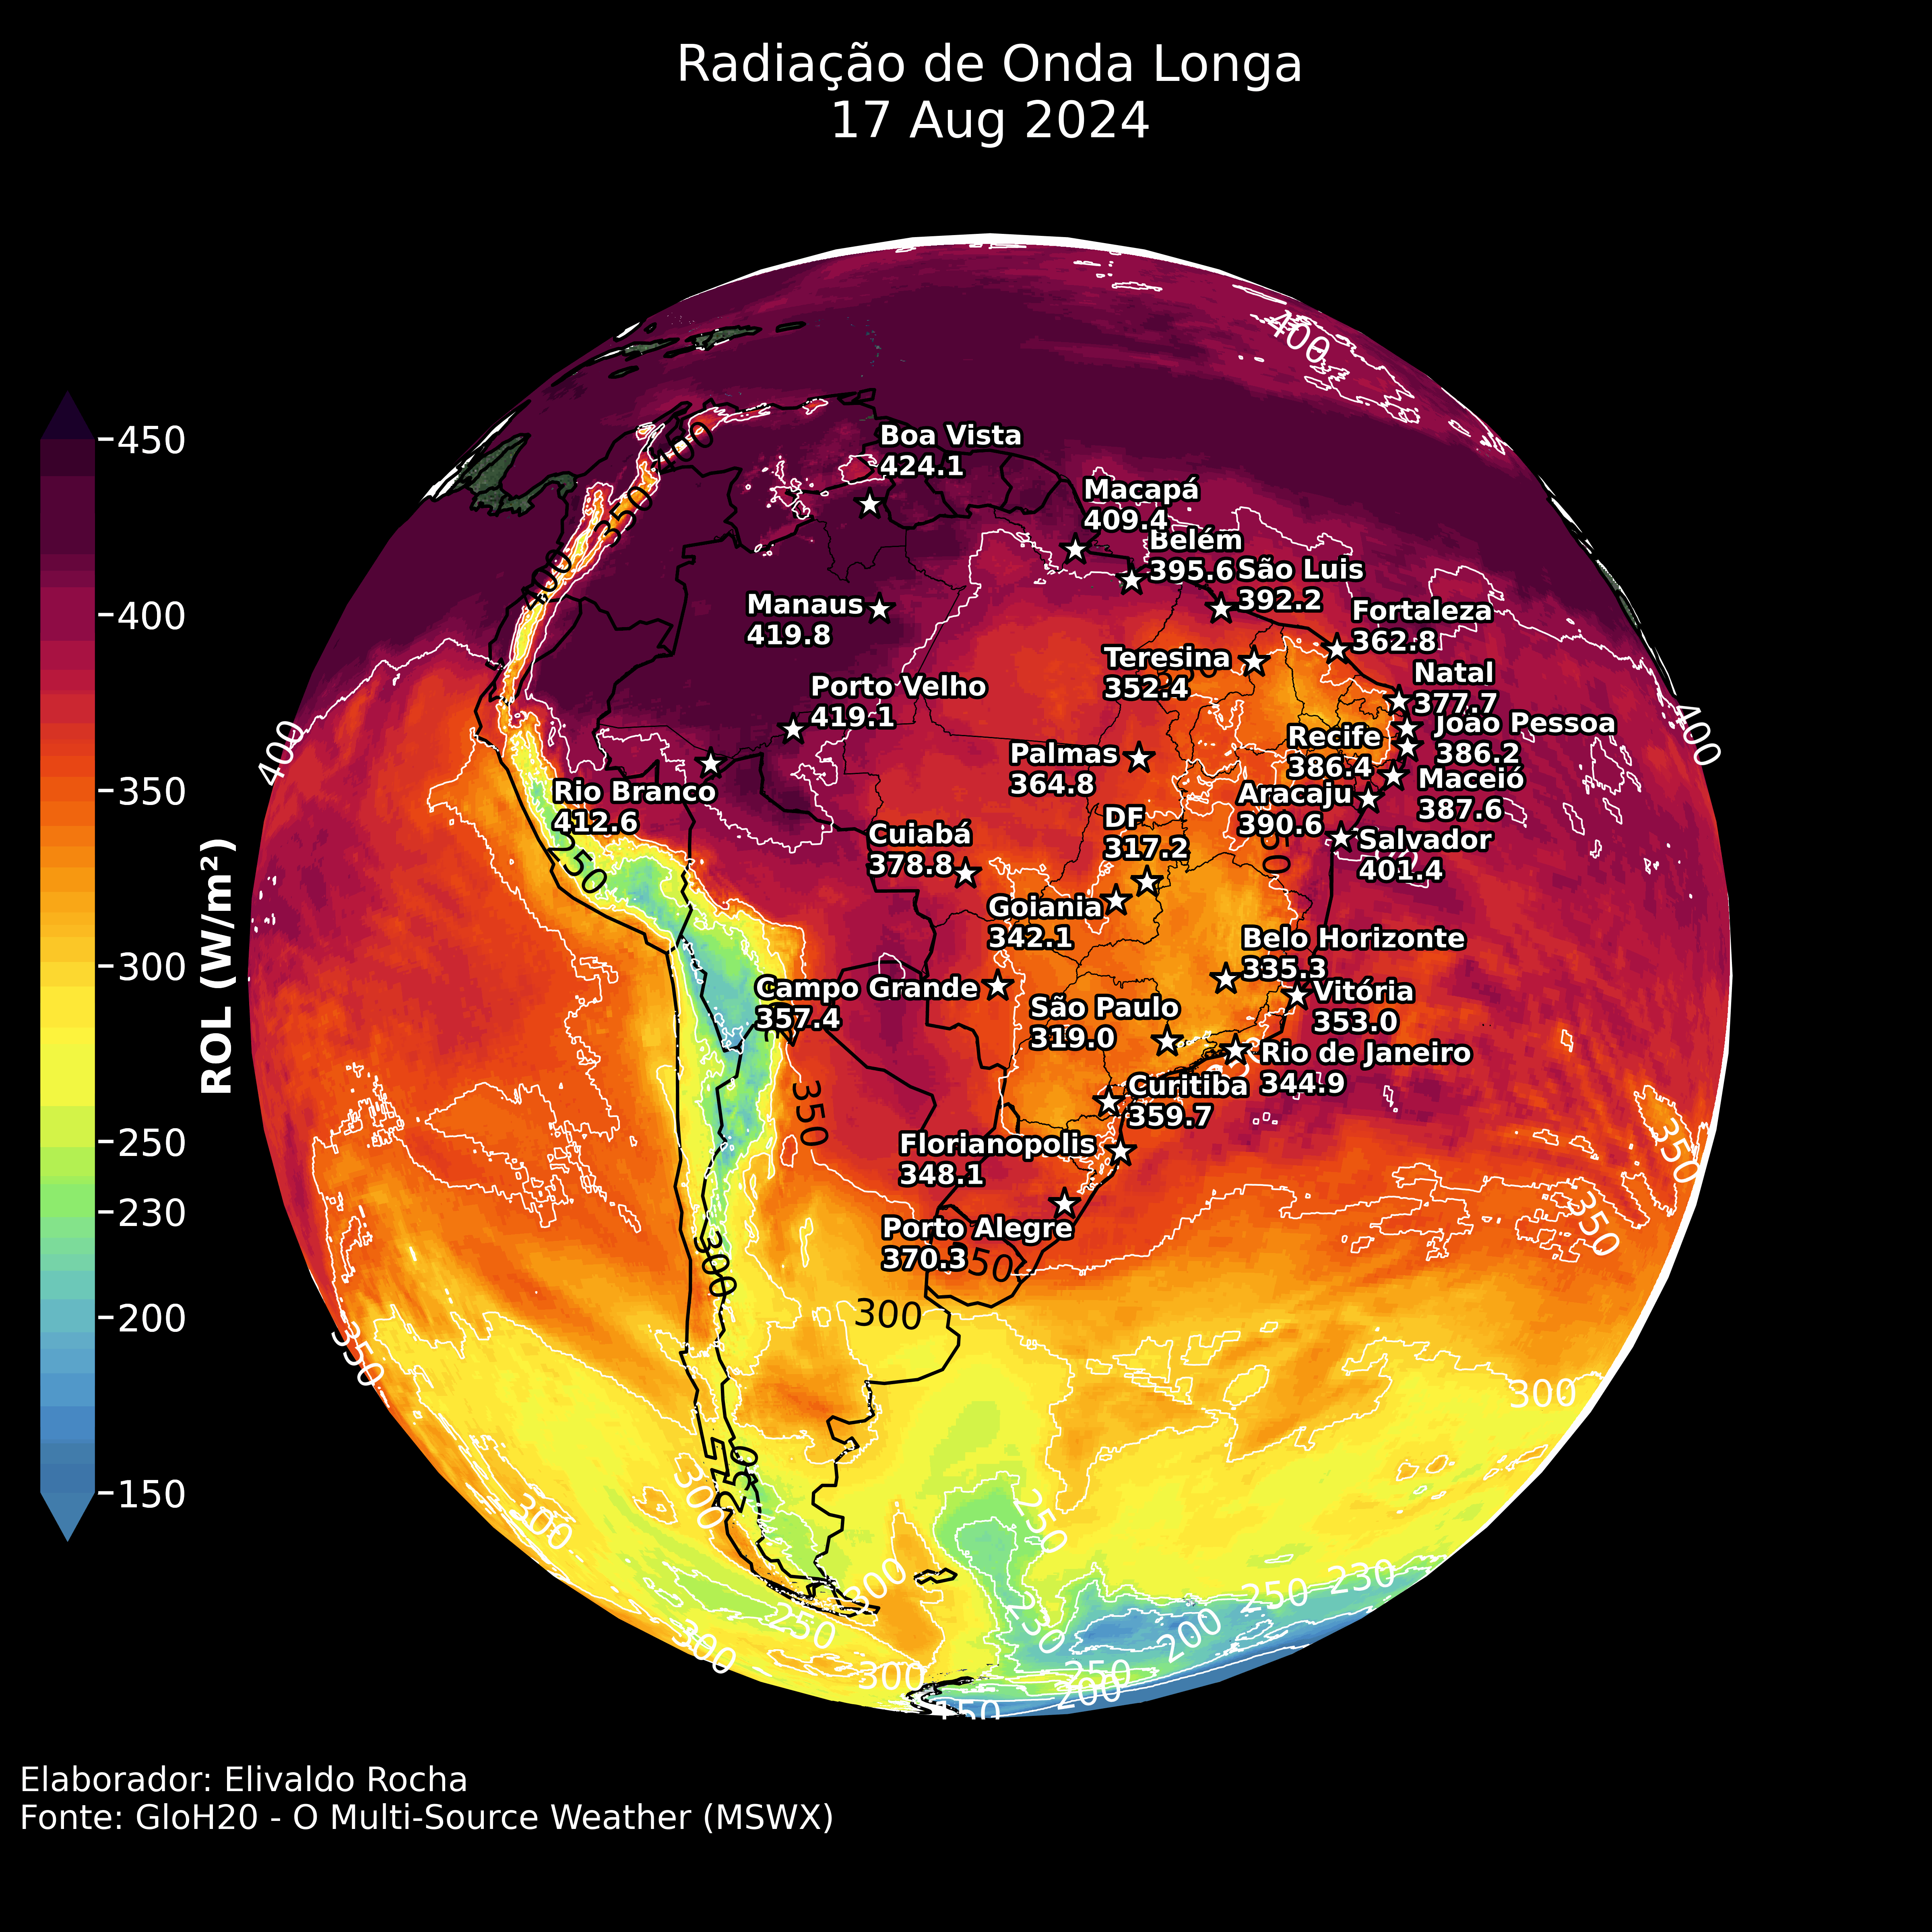 Radiação de Onda Longa
17 Aug 2024
450
400
350
300
250
230
200
150
ROL (W/m²)
400
400
350
400
400
400
250
350
350
350
350
300
300
350
300
250
300
300
300
300
250
300
250
230
250
230
200
250
200
150
Boa Vista
424.1
Macapá
409.4
Belém
395.6
São Luis
392.2
Manaus
419.8
Fortaleza
362.8
Teresina
352.4
Natal
377.7
Porto Velho
419.1
João Pessoa
386.2
Recife
386.4
Palmas
364.8
Maceió
387.6
Rio Branco
412.6
Aracaju
390.6
DF
317.2
Cuiabá
378.8
Salvador
401.4
Goiania
342.1
Belo Horizonte
335.3
Campo Grande
357.4
Vitória
353.0
São Paulo
319.0
Rio de Janeiro
344.9
Curitiba
359.7
Florianopolis
348.1
Porto Alegre
370.3
Elaborador: Elivaldo Rocha
Fonte: GloH20 - O Multi-Source Weather (MSWX)